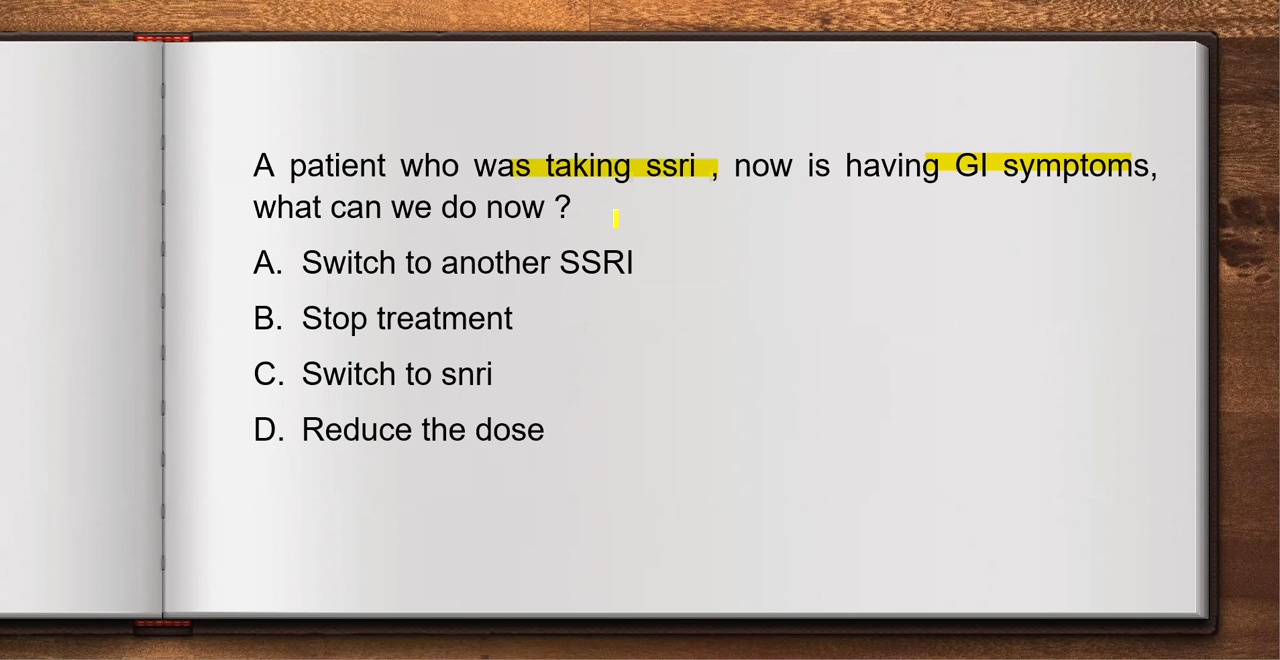 A patient who was taking ssri , now is having GI symptoms,
what can we do now ?
A. Switch to another SSRI
B. Stop treatment
C. Switch to snri
D. Reduce the dose